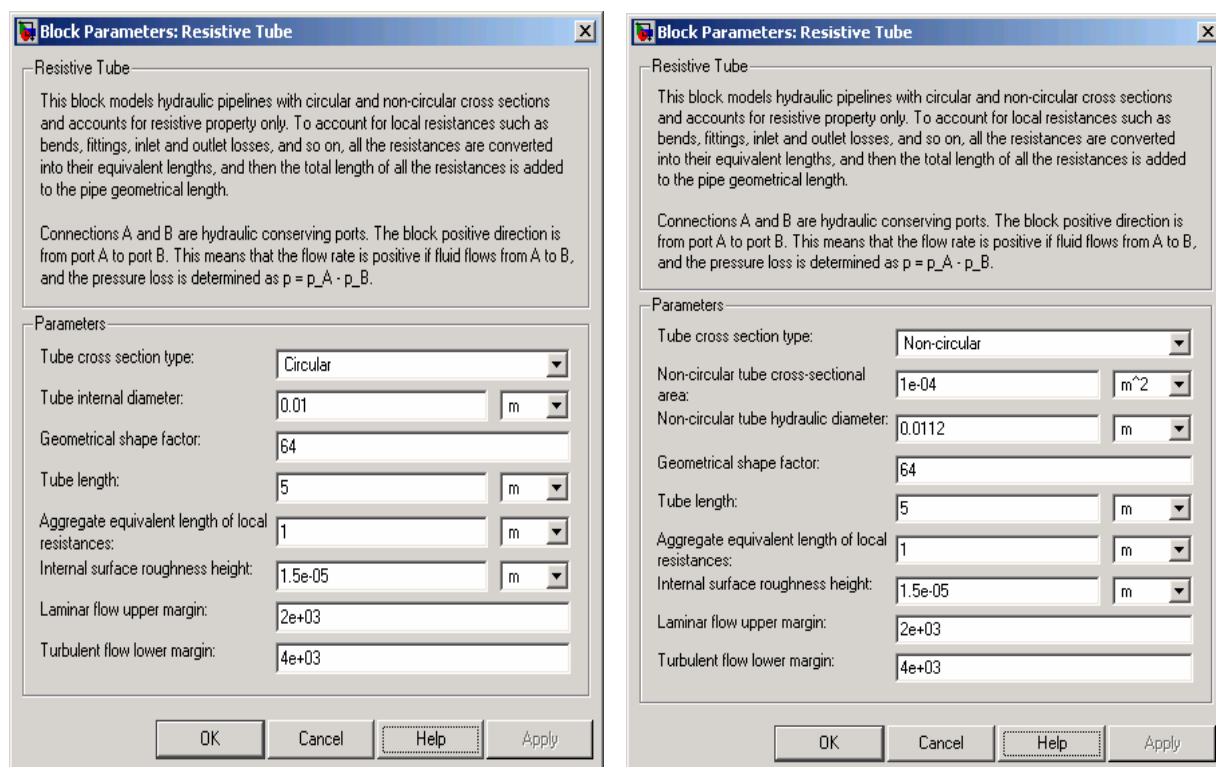 Block Parameters: Resistive Tube
Resistive Tube
This block models hydraulic pipelines with circular and non-circular cross sections
and accounts for resistive property only. To account for local resistances such as
bends, fittings, inlet and outlet losses, and so on, all the resistances are converted
into their equivalent lengths, and then the total length of all the resistances is added
to the pipe geometrical length.
Connections A and B are hydraulic conserving ports. The block positive direction is
from port A to port B. This means that the flow rate is positive if fluid flows from A to B,
and the pressure loss is determined as p = p_A - p_B.
Parameters
Tube cross section type: Circular
Tube internal diameter: 0.01 m
Geometrical shape factor: 64
Tube length: 5 m
Aggregate equivalent length of local
resistances: 1 m
Internal surface roughness height: 1.5e-05 m
Laminar flow upper margin: 2e+03
Turbulent flow lower margin: 4e+03
OK Cancel Help Apply
Block Parameters: Resistive Tube
Resistive Tube
This block models hydraulic pipelines with circular and non-circular cross sections
and accounts for resistive property only. To account for local resistances such as
bends, fittings, inlet and outlet losses, and so on, all the resistances are converted
into their equivalent lengths, and then the total length of all the resistances is added
to the pipe geometrical length.
Connections A and B are hydraulic conserving ports. The block positive direction is
from port A to port B. This means that the flow rate is positive if fluid flows from A to B,
and the pressure loss is determined as p = p_A - p_B.
Parameters
Tube cross section type: Non-circular
Non-circular tube cross-sectional
area: 1e-04 m^2
Non-circular tube hydraulic diameter: 0.0112 m
Geometrical shape factor: 64
Tube length: 5 m
Aggregate equivalent length of local
resistances: 1 m
Internal surface roughness height: 1.5e-05 m
Laminar flow upper margin: 2e+03
Turbulent flow lower margin: 4e+03
OK Cancel Help Apply